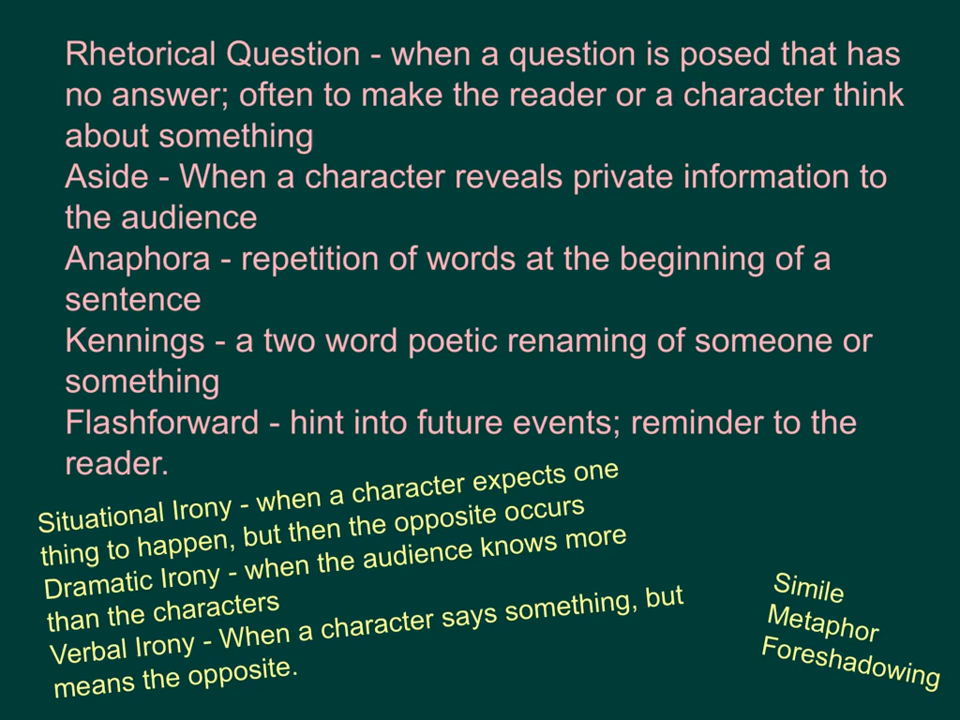 Rhetorical Question - when a question is posed that has
no answer; often to make the reader or a character think
about something
Aside - When a character reveals private information to
the audience
Anaphora - repetition of words at the beginning of a
sentence
Kennings - a two word poetic renaming of someone or
something
Flashforward - hint into future events; reminder to the
reader.
Situational Irony - when a character expects one
thing to happen, but then the opposite occurs
Dramatic Irony - when the audience knows more
than the characters
Verbal Irony - When a character says something, but
means the opposite.
Simile
Metaphor
Foreshadowing